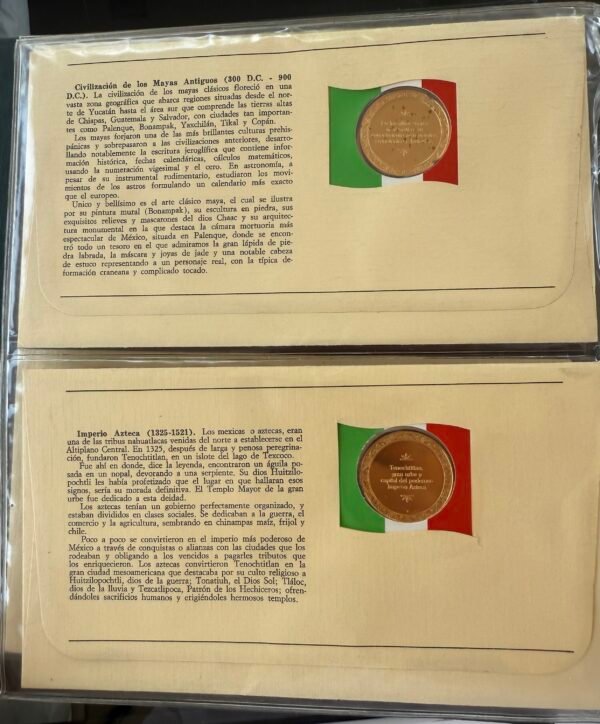 Civilización de los Mayas Antiguos (300 D.C. - 900
D.C.). La civilización de los mayas clásicos floreció en una
vasta zona geográfica que abarca regiones situadas desde el nor-
te de Yucatán hasta el área sur que comprende las tierras altas
de Chiapas, Guatemala y Salvador, con ciudades tan importan-
tes como Palenque, Bonampak, Yaxchilán, Tikal y Copán.
Los mayas forjaron una de las más brillantes culturas prehis-
pánicas y sobrepasaron a las civilizaciones anteriores, desarro-
llando notablemente la escritura jeroglífica que contiene infor-
mación histórica, fechas calendáricas, cálculos matemáticos,
usando la numeración vigesimal y el cero. En astronomía, a
pesar de su instrumental rudimentario, estudiaron los movi-
mientos de los astros formulando un calendario más exacto
que el europeo.
Unico y bellísimo es el arte clásico maya, el cual se ilustra
por su pintura mural (Bonampak), su escultura en piedra, sus
exquisitos relieves y mascarones del dios Chaac y su arquitec-
tura monumental en la que destaca la cámara mortuoria más
espectacular de México, situada en Palenque, donde se encon-
tró todo un tesoro en el que admiramos la gran lápida de pie-
dra labrada, la máscara y joyas de jade y una notable cabeza
de estuco representando a un personaje real, con la típica de-
formación craneana y complicado tocado.
Imperio Azteca (1325-1521). Los mexicas o aztecas, eran
una de las tribus nahuatlacas venidas del norte a establecerse en el
Altiplano Central. En 1325, después de larga y penosa peregrina-
ción, fundaron Tenochtitlan, en un islote del lago de Texcoco.
Fue ahí en donde, dice la leyenda, encontraron un águila po-
sada en un nopal, devorando a una serpiente. Su dios Huitzilo-
pochtli les había profetizado que el lugar en que hallaran esos
signos, sería su morada definitiva. El Templo Mayor de la gran
urbe fue dedicado a esta deidad.
Los aztecas tenían un gobierno perfectamente organizado, y
estaban divididos en clases sociales. Se dedicaban a la guerra, el
comercio y la agricultura, sembrando en chinampas maíz, frijol y
chile.
Poco a poco se convirtieron en el imperio más poderoso de
México a través de conquistas o alianzas con las ciudades que los
rodeaban y obligando a los vencidos a pagarles tributos que
los enriquecieron. Los aztecas convirtieron Tenochtitlan en la
gran ciudad mesoamericana que destacaba por su culto religioso a
Huitzilopochtli, dios de la guerra; Tonatiuh, el Dios Sol; Tláloc,
dios de la lluvia y Tezcatlipoca, Patrón de los Hechiceros; ofren-
dándoles sacrificios humanos y erigiéndoles hermosos templos.
Tenochtitlan,
gran urbe y
capital del poderoso
Imperio Azteca